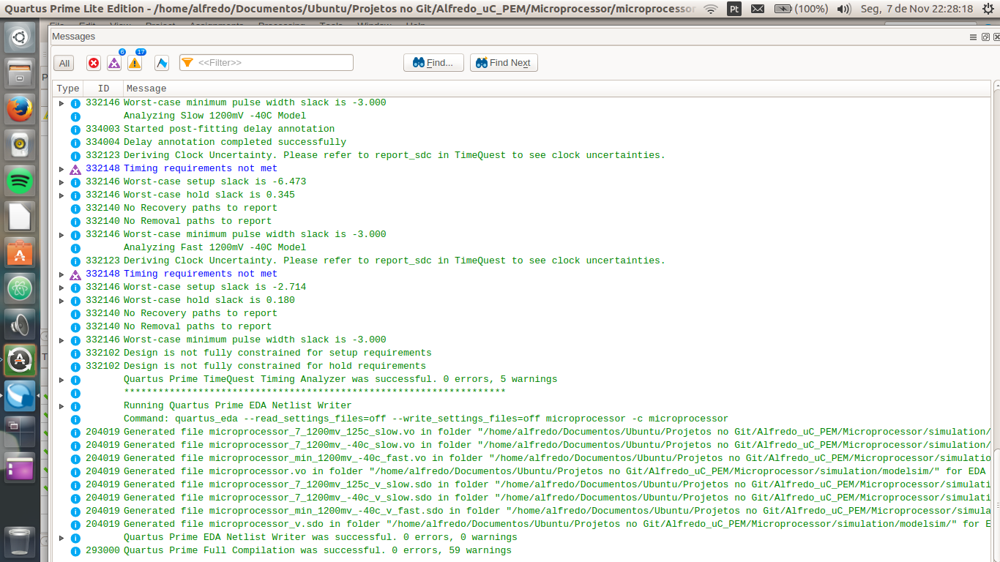 Quartus Prime Lite Edition - /home/alfredo/Documentos/Ubuntu/Projetos no Git/Alfredo_uC_PEM/Microprocessor/microprocessor Pt (100%) Seg, 7 de Nov 22:28:18
File Edit View Project Assignments Processing Tools Window Help
Messages
All 6 17 <<Filter>> Find... Find Next
Type ID Message
332146 Worst-case minimum pulse width slack is -3.000
Analyzing Slow 1200mV -40C Model
334003 Started post-fitting delay annotation
334004 Delay annotation completed successfully
332123 Deriving Clock Uncertainty. Please refer to report_sdc in TimeQuest to see clock uncertainties.
332148 Timing requirements not met
332146 Worst-case setup slack is -6.473
332146 Worst-case hold slack is 0.345
332140 No Recovery paths to report
332140 No Removal paths to report
332146 Worst-case minimum pulse width slack is -3.000
Analyzing Fast 1200mV -40C Model
332123 Deriving Clock Uncertainty. Please refer to report_sdc in TimeQuest to see clock uncertainties.
332148 Timing requirements not met
332146 Worst-case setup slack is -2.714
332146 Worst-case hold slack is 0.180
332140 No Recovery paths to report
332140 No Removal paths to report
332146 Worst-case minimum pulse width slack is -3.000
332102 Design is not fully constrained for setup requirements
332102 Design is not fully constrained for hold requirements
Quartus Prime TimeQuest Timing Analyzer was successful. 0 errors, 5 warnings
*******************************************************************
Running Quartus Prime EDA Netlist Writer
Command: quartus_eda --read_settings_files=off --write_settings_files=off microprocessor -c microprocessor
204019 Generated file microprocessor_7_1200mv_125c_slow.vo in folder "/home/alfredo/Documentos/Ubuntu/Projetos no Git/Alfredo_uC_PEM/Microprocessor/simulation/
204019 Generated file microprocessor_7_1200mv_-40c_slow.vo in folder "/home/alfredo/Documentos/Ubuntu/Projetos no Git/Alfredo_uC_PEM/Microprocessor/simulation/
204019 Generated file microprocessor_min_1200mv_-40c_fast.vo in folder "/home/alfredo/Documentos/Ubuntu/Projetos no Git/Alfredo_uC_PEM/Microprocessor/simulatio
204019 Generated file microprocessor.vo in folder "/home/alfredo/Documentos/Ubuntu/Projetos no Git/Alfredo_uC_PEM/Microprocessor/simulation/modelsim/" for EDA
204019 Generated file microprocessor_7_1200mv_125c_v_slow.sdo in folder "/home/alfredo/Documentos/Ubuntu/Projetos no Git/Alfredo_uC_PEM/Microprocessor/simulati
204019 Generated file microprocessor_7_1200mv_-40c_v_slow.sdo in folder "/home/alfredo/Documentos/Ubuntu/Projetos no Git/Alfredo_uC_PEM/Microprocessor/simulati
204019 Generated file microprocessor_min_1200mv_-40c_v_fast.sdo in folder "/home/alfredo/Documentos/Ubuntu/Projetos no Git/Alfredo_uC_PEM/Microprocessor/simula
204019 Generated file microprocessor_v.sdo in folder "/home/alfredo/Documentos/Ubuntu/Projetos no Git/Alfredo_uC_PEM/Microprocessor/simulation/modelsim/" for E
Quartus Prime EDA Netlist Writer was successful. 0 errors, 0 warnings
293000 Quartus Prime Full Compilation was successful. 0 errors, 59 warnings